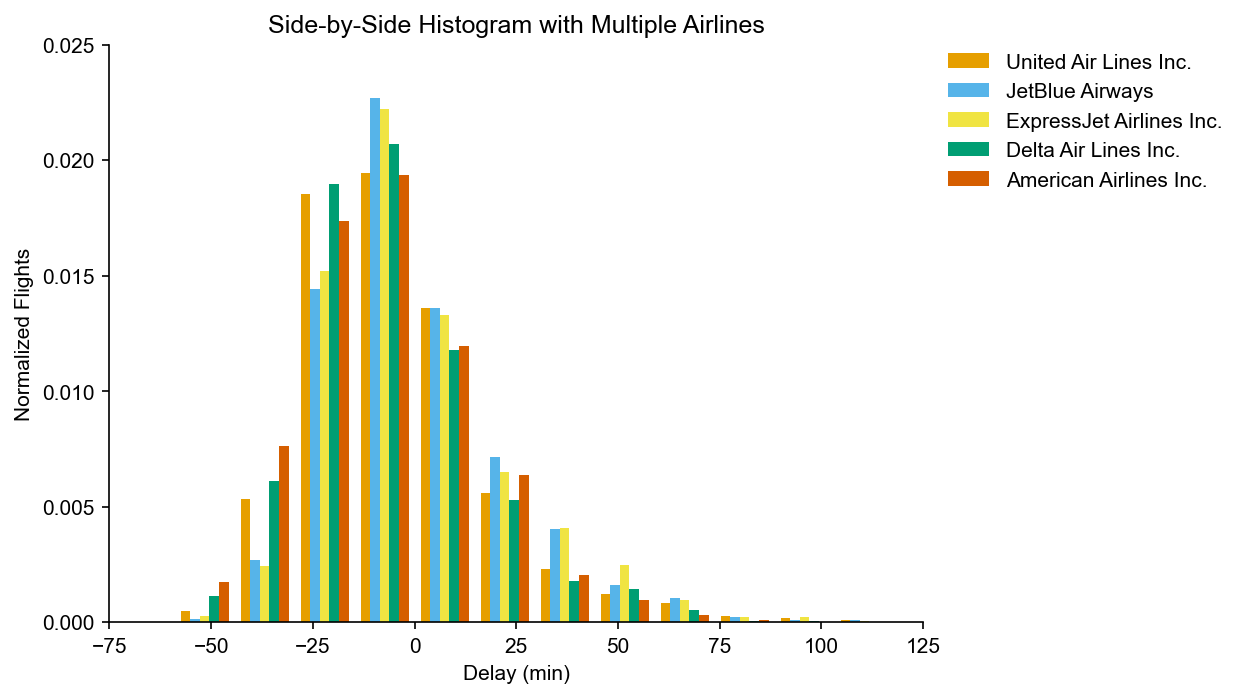 Side-by-Side Histogram with Multiple Airlines
0.025
0.020
0.015
0.010
0.005
0.000
Normalized Flights
−75 −50 −25 0 25 50 75 100 125
Delay (min)
United Air Lines Inc.
JetBlue Airways
ExpressJet Airlines Inc.
Delta Air Lines Inc.
American Airlines Inc.